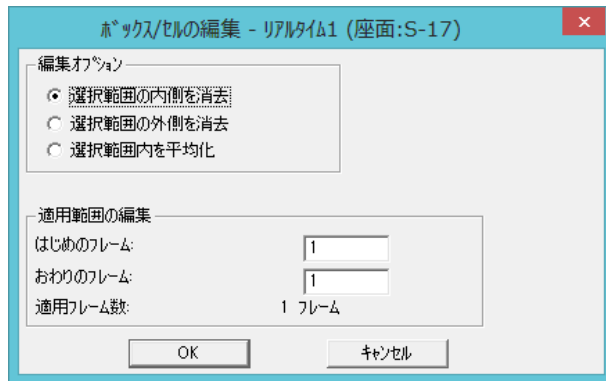 ﾎﾞｯｸｽ/ｾﾙの編集 - ﾘｱﾙﾀｲﾑ1 (座面:S-17)
編集ｵﾌﾟｼｮﾝ
選択範囲の内側を消去
選択範囲の外側を消去
選択範囲内を平均化
適用範囲の編集
はじめのﾌﾚｰﾑ: 1
おわりのﾌﾚｰﾑ: 1
適用ﾌﾚｰﾑ数: 1 ﾌﾚｰﾑ
OK ｷｬﾝｾﾙ